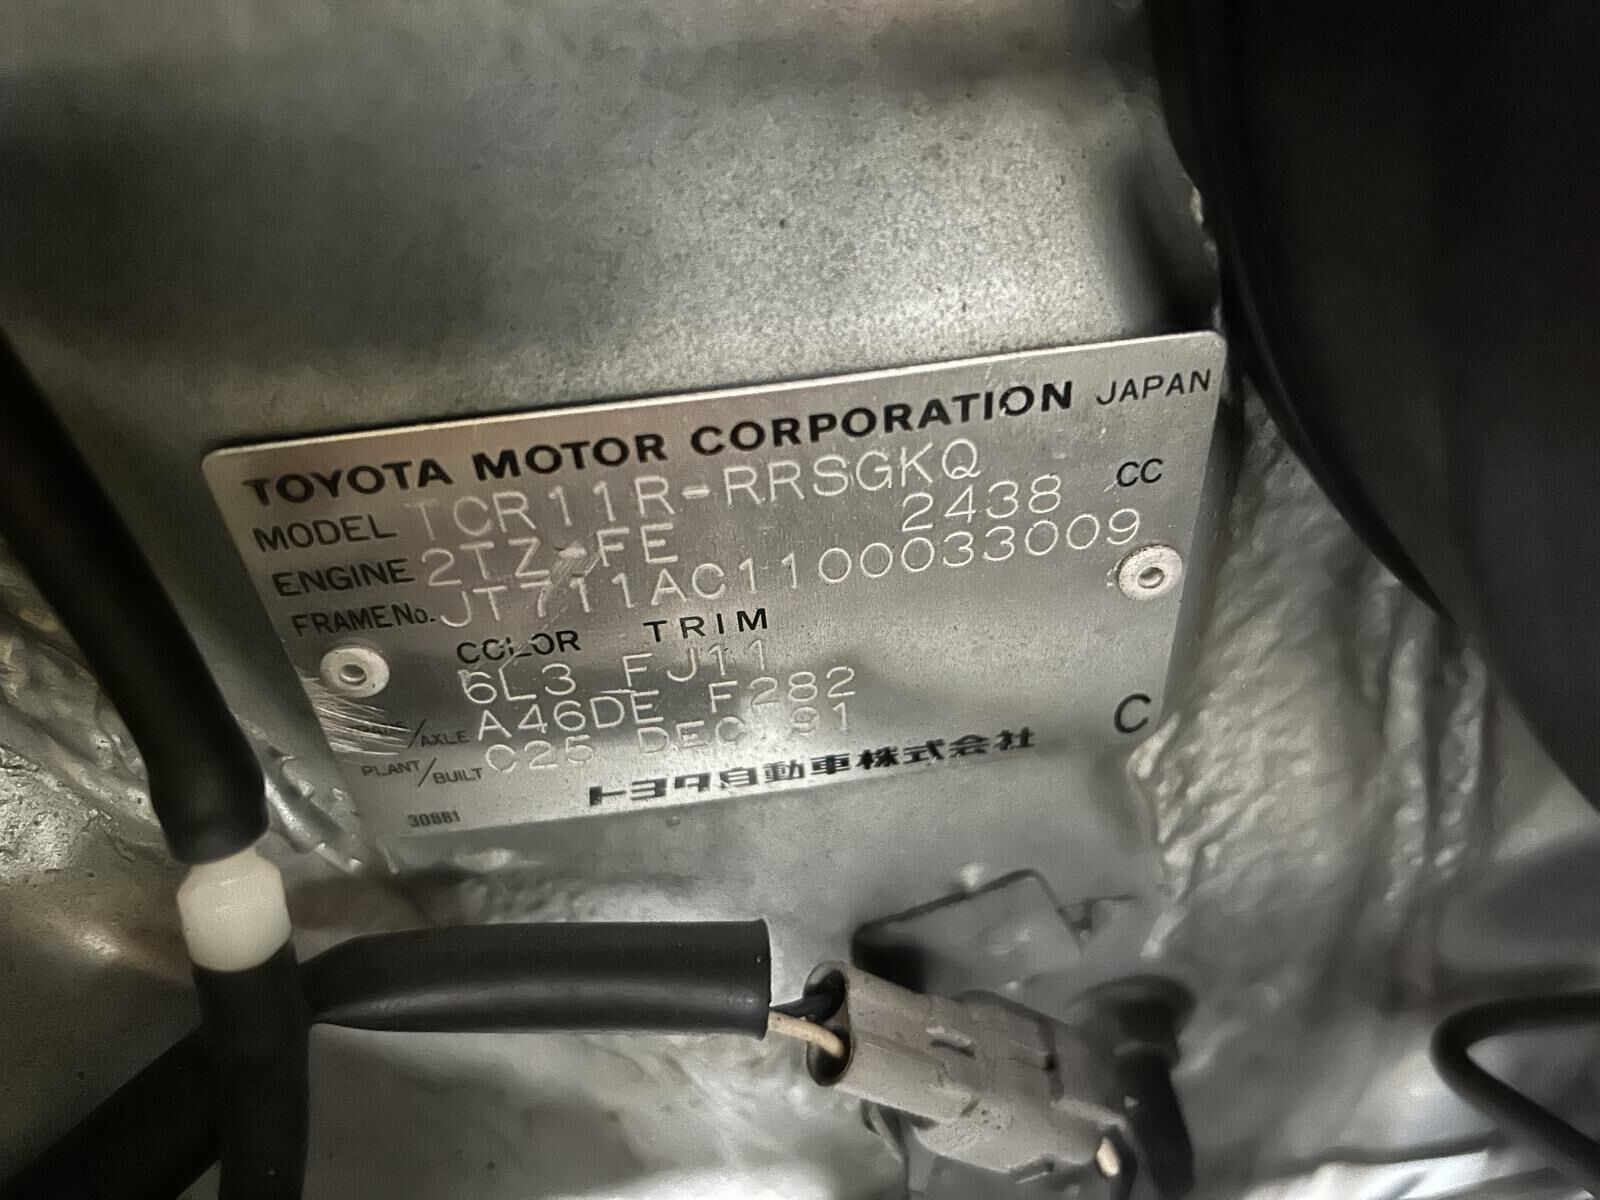 TOYOTA MOTOR CORPORATION JAPAN
MODEL TCR11R-RRSGKQ
ENGINE 2TZ-FE 2438 CC
FRAME No. JT711AC1100033009
COLOR TRIM
6L3 FJ11
/AXLE A46DE F282
PLANT/BUILT C25 DEC. 91
C
トヨタ自動車株式会社
30881